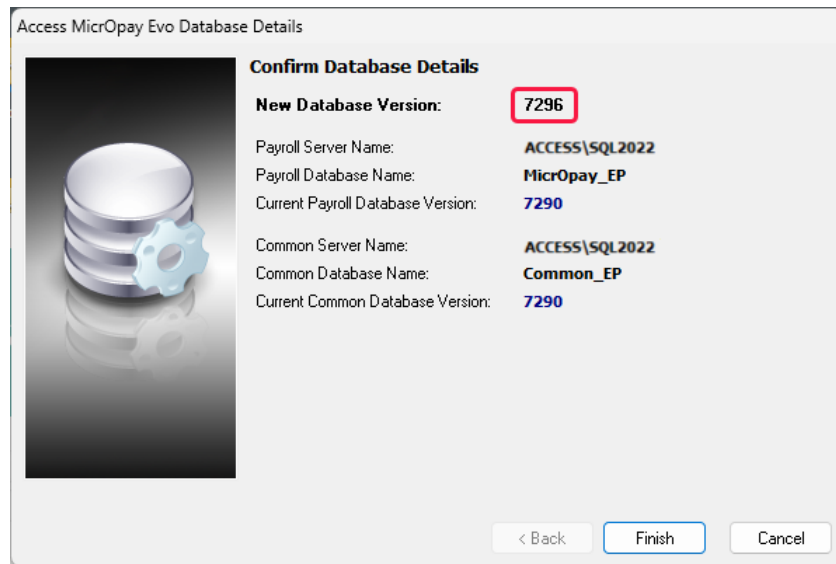 Access MicrOpay Evo Database Details
Confirm Database Details
New Database Version: 7296
Payroll Server Name: ACCESS\SQL2022
Payroll Database Name: MicrOpay_EP
Current Payroll Database Version: 7290
Common Server Name: ACCESS\SQL2022
Common Database Name: Common_EP
Current Common Database Version: 7290
< Back Finish Cancel